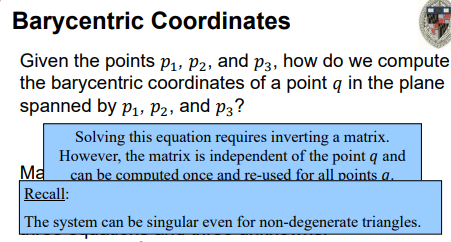 Barycentric Coordinates
Given the points p₁, p₂, and p₃, how do we compute
the barycentric coordinates of a point q in the plane
spanned by p₁, p₂, and p₃?
Solving this equation requires inverting a matrix.
However, the matrix is independent of the point q and
Ma
can be computed once and re-used for all points q.
Recall:
The system can be singular even for non-degenerate triangles.